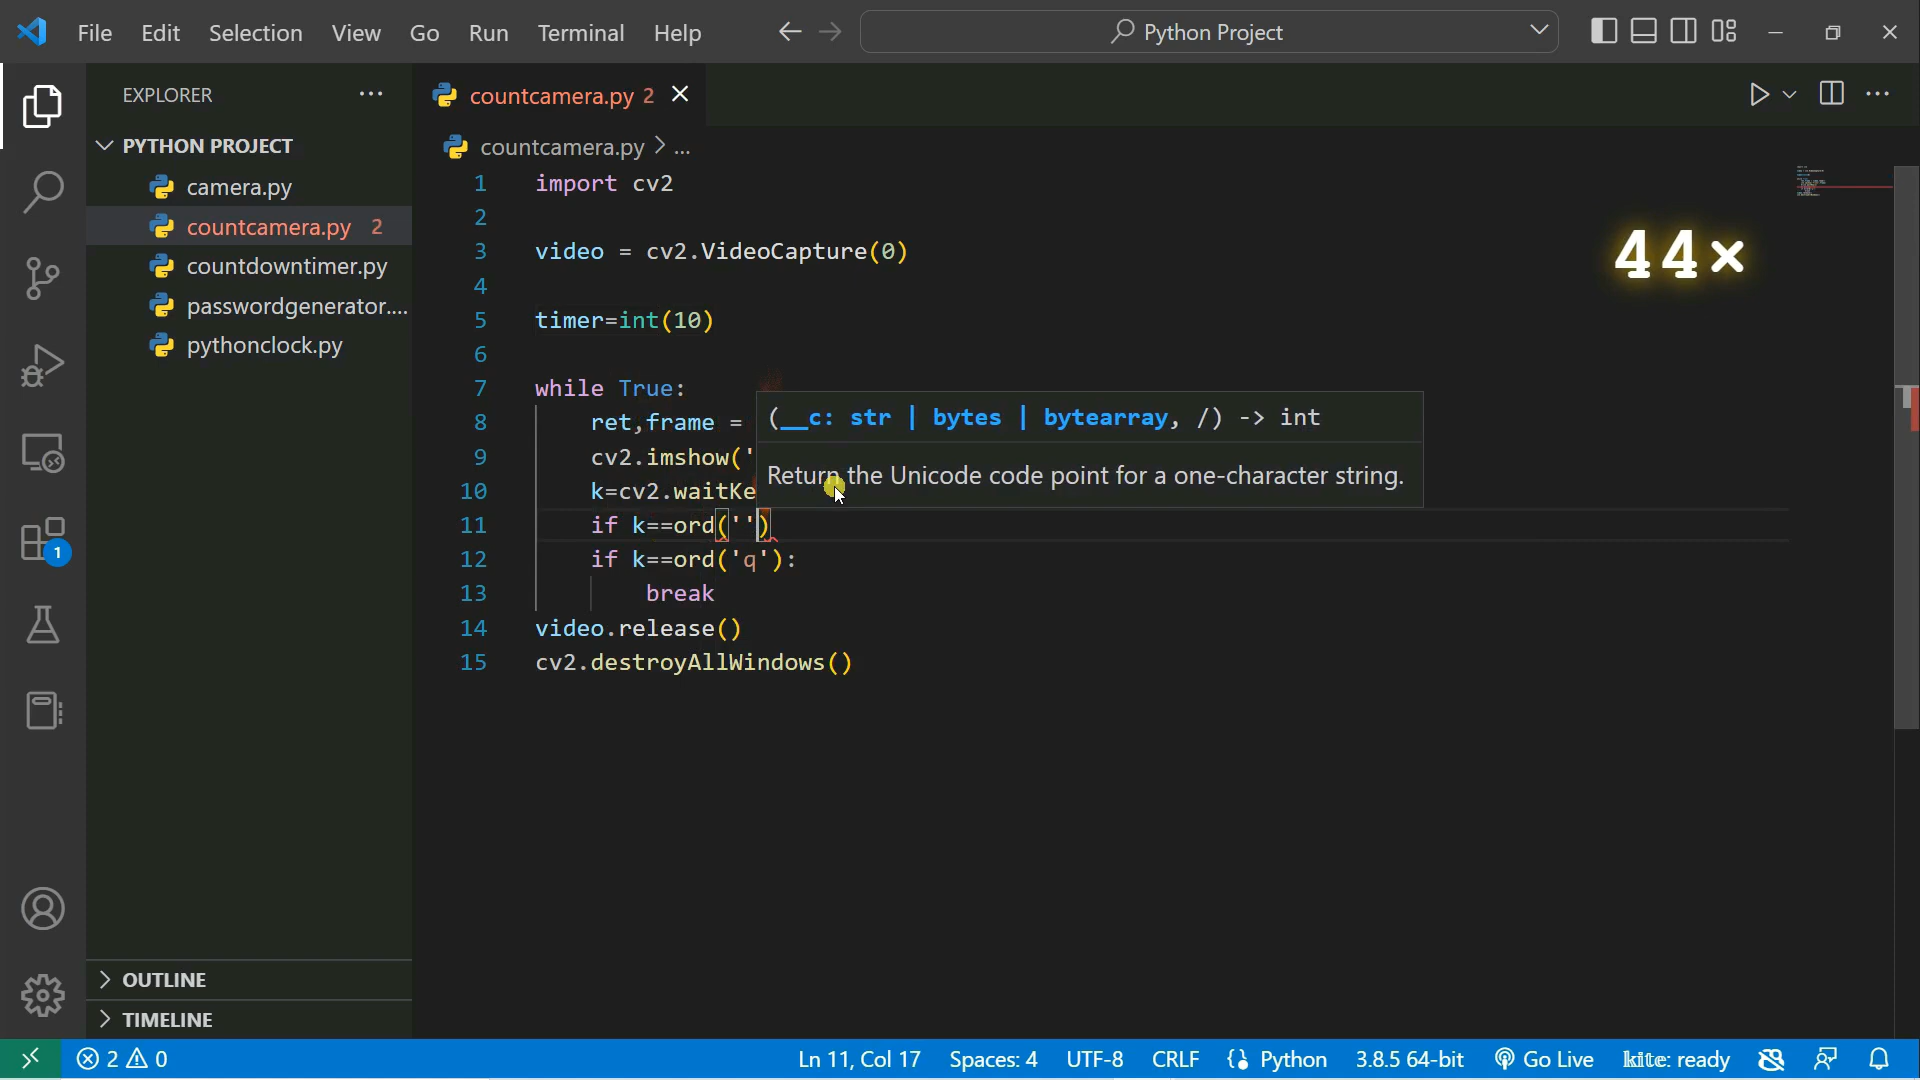 File Edit Selection View Go Run Terminal Help
Python Project
EXPLORER
PYTHON PROJECT
camera.py
countcamera.py 2
countdowntimer.py
passwordgenerator....
pythonclock.py
OUTLINE
TIMELINE
1
countcamera.py 2
countcamera.py > ...
44×
1 import cv2
2
3 video = cv2.VideoCapture(0)
4
5 timer=int(10)
6
7 while True:
8 ret,frame =
9 cv2.imshow('
10 k=cv2.waitKe
11 if k==ord('')
12 if k==ord('q'):
13 break
14 video.release()
15 cv2.destroyAllWindows()
(__c: str | bytes | bytearray, /) -> int
Return the Unicode code point for a one-character string.
2 0 Ln 11, Col 17 Spaces: 4 UTF-8 CRLF {} Python 3.8.5 64-bit Go Live kite: ready